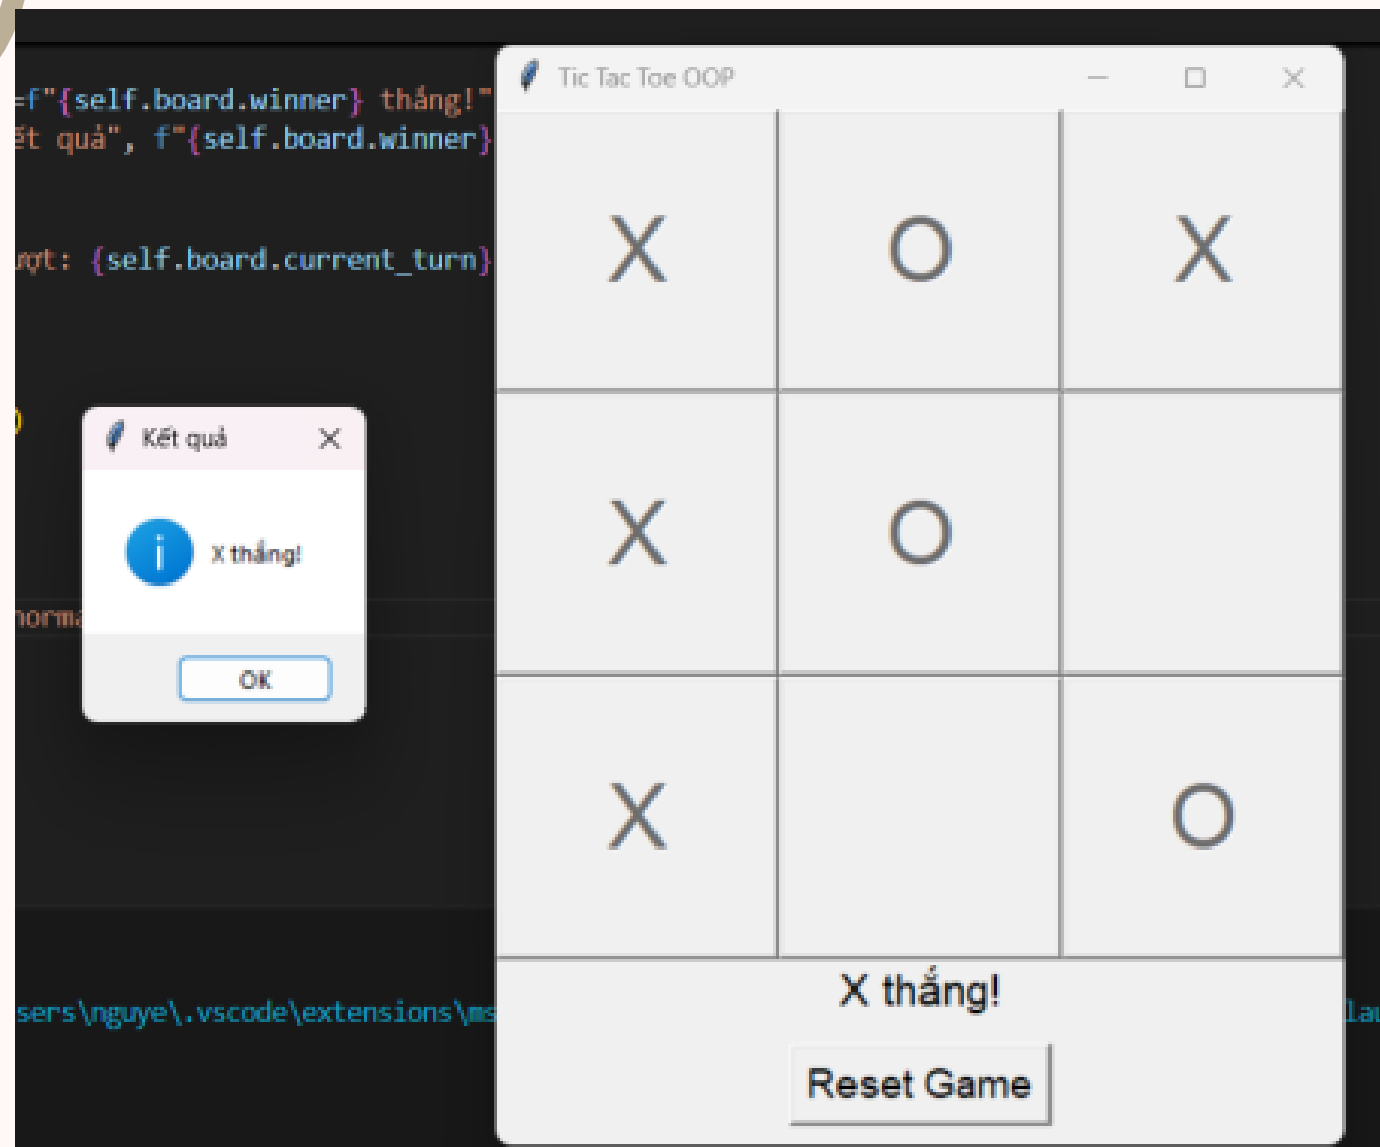 =f"{self.board.winner} thắng!"
ết quả", f"{self.board.winner}
ượt: {self.board.current_turn}
)
norma
sers\nguye\.vscode\extensions\ms
lau
Kết quả
X thắng!
OK
Tic Tac Toe OOP
X O X
X O
X O
X thắng!
Reset Game